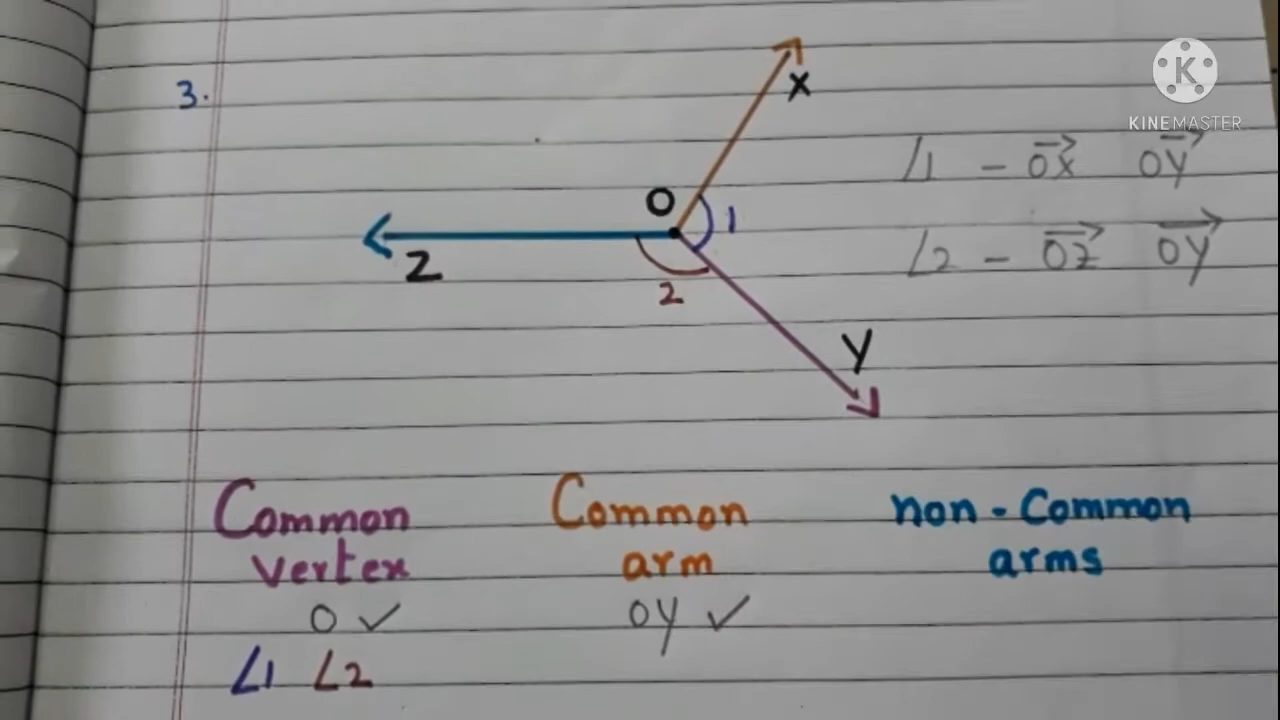 3.
X
O
1
Z
2
Y
∠1 - OX OY
∠2 - OZ OY
Common vertex
Common arm
non-Common arms
O ✓
OY ✓
∠1 ∠2
KINEMASTER